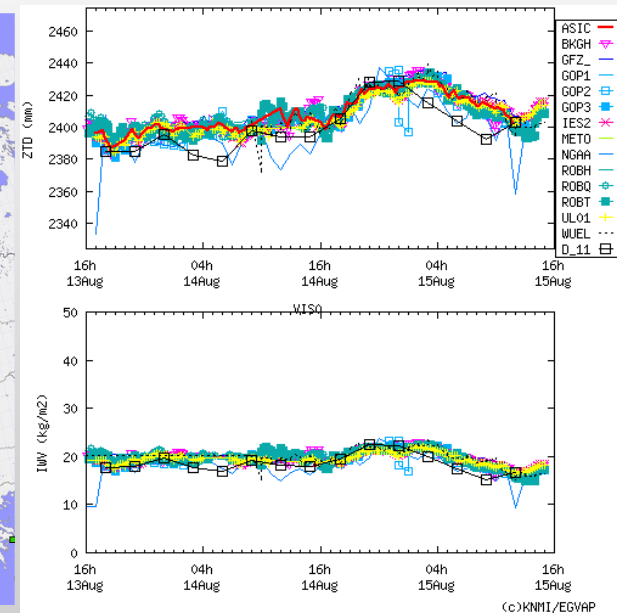 2460
2440
2420
2400
2380
2360
2340
ZTD (mm)
16h 04h 14h 04h 16h
13Aug 14Aug 14Aug 15Aug 15Aug
ASIC
BKGH
GFZ_
GOP1
GOP2
GOP3
IES2
METO
NGAA
ROBH
ROBQ
ROBT
UL01
WUEL
D_11
VIS0
50
40
30
20
10
0
IWV (kg/m2)
16h 04h 16h 04h 16h
13Aug 14Aug 14Aug 15Aug 15Aug
(c)KNMI/EGVAP